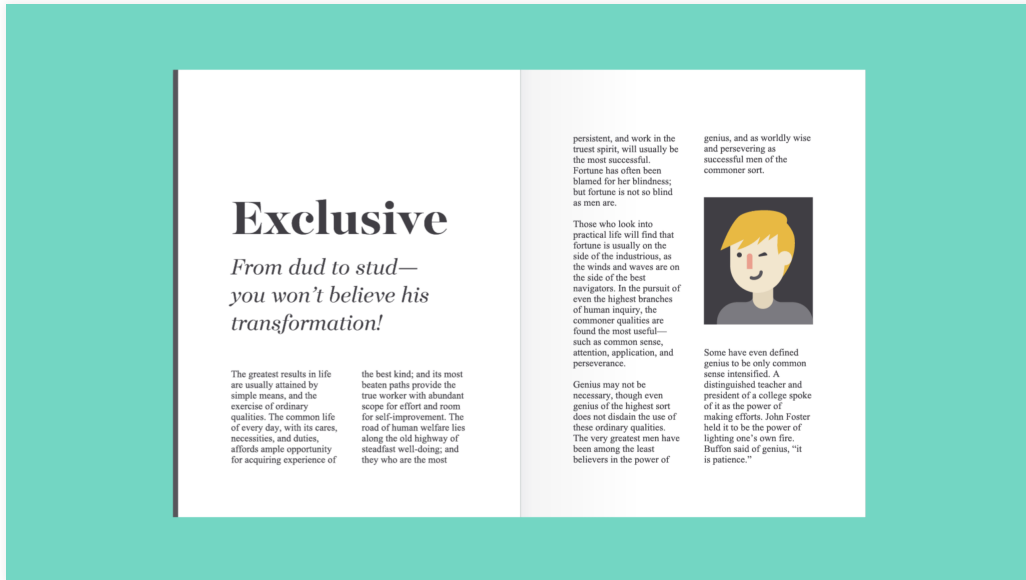 Exclusive
From dud to stud—
you won’t believe his
transformation!
The greatest results in life
are usually attained by
simple means, and the
exercise of ordinary
qualities. The common life
of every day, with its cares,
necessities, and duties,
affords ample opportunity
for acquiring experience of
the best kind; and its most
beaten paths provide the
true worker with abundant
scope for effort and room
for self-improvement. The
road of human welfare lies
along the old highway of
steadfast well-doing; and
they who are the most
persistent, and work in the
truest spirit, will usually be
the most successful.
Fortune has often been
blamed for her blindness;
but fortune is not so blind
as men are.
Those who look into
practical life will find that
fortune is usually on the
side of the industrious, as
the winds and waves are on
the side of the best
navigators. In the pursuit of
even the highest branches
of human inquiry, the
commoner qualities are
found the most useful—
such as common sense,
attention, application, and
perseverance.
Genius may not be
necessary, though even
genius of the highest sort
does not disdain the use of
these ordinary qualities.
The very greatest men have
been among the least
believers in the power of
genius, and as worldly wise
and persevering as
successful men of the
commoner sort.
Some have even defined
genius to be only common
sense intensified. A
distinguished teacher and
president of a college spoke
of it as the power of
making efforts. John Foster
held it to be the power of
lighting one’s own fire.
Buffon said of genius, “it
is patience.”